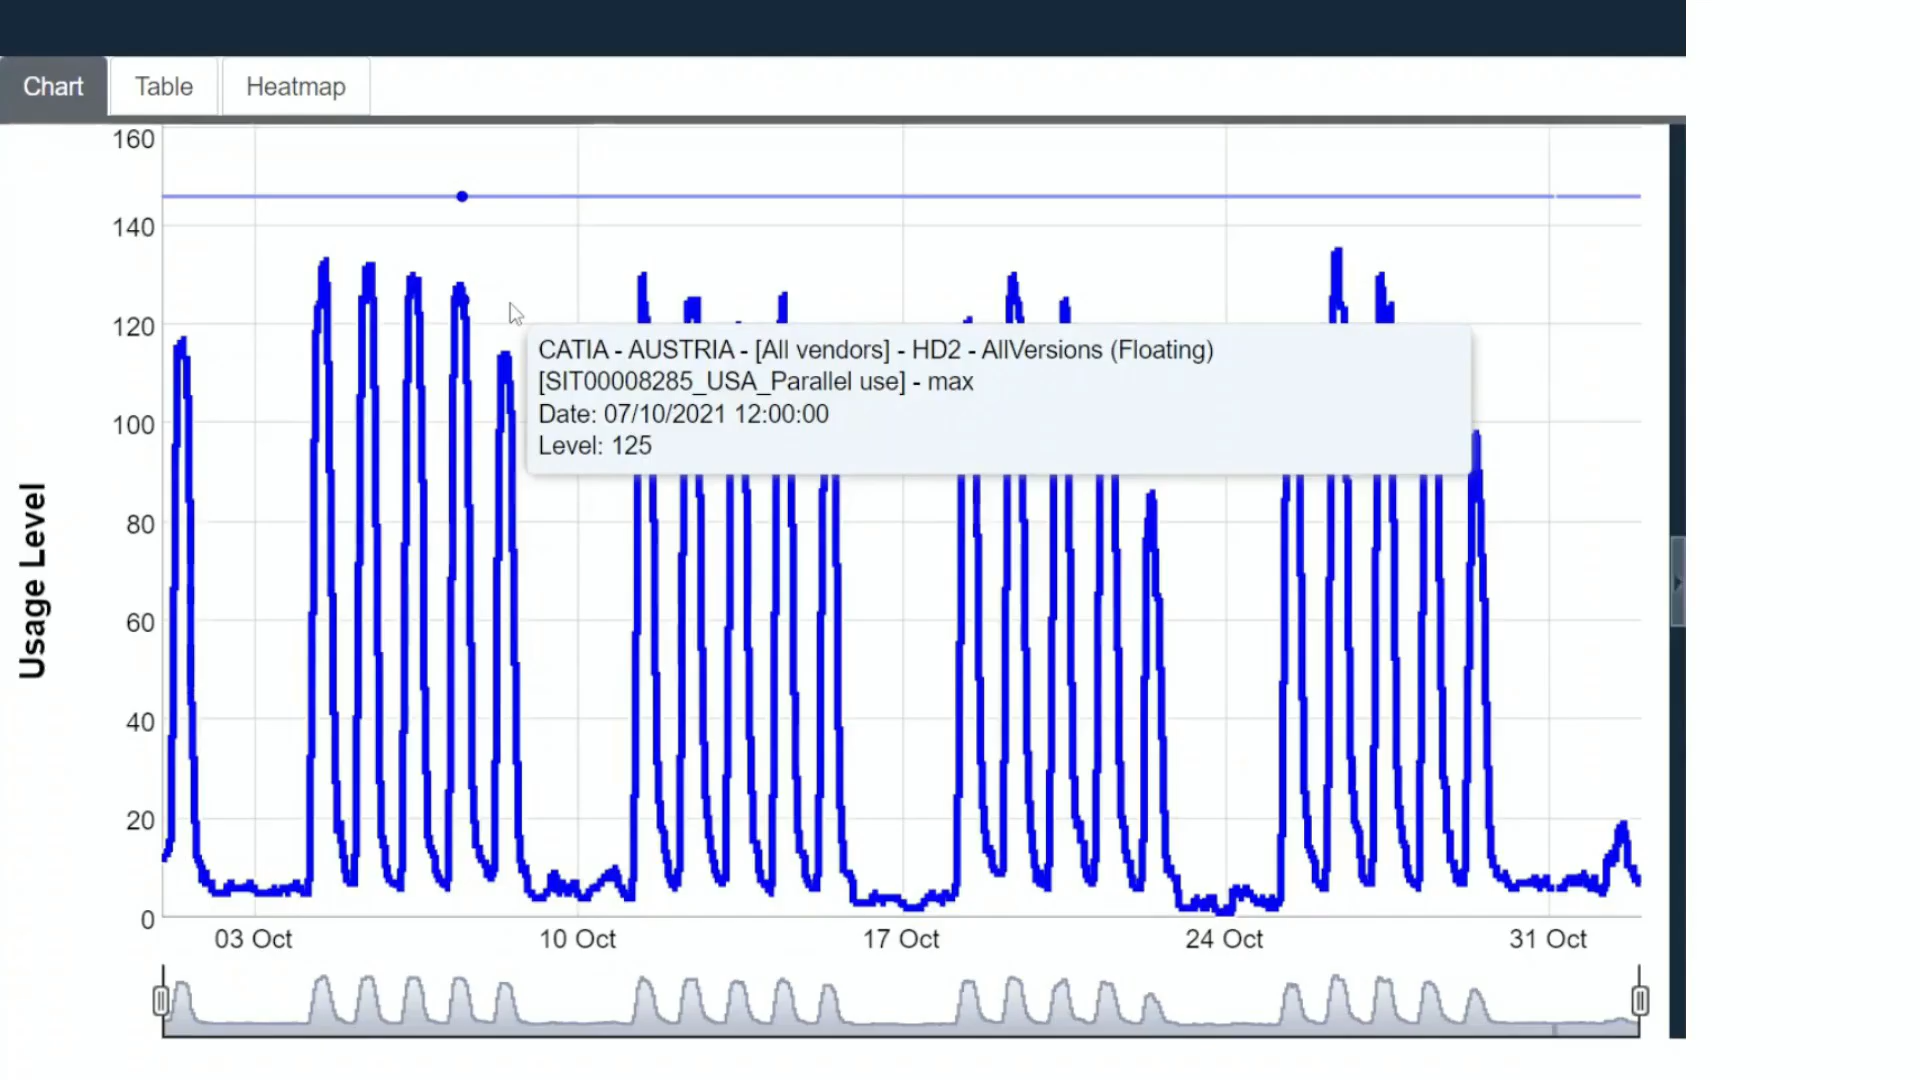 Chart
Table
Heatmap
160
140
120
100
80
60
40
20
0
Usage Level
CATIA - AUSTRIA - [All vendors] - HD2 - AllVersions (Floating)
[SIT00008285_USA_Parallel use] - max
Date: 07/10/2021 12:00:00
Level: 125
03 Oct
10 Oct
17 Oct
24 Oct
31 Oct